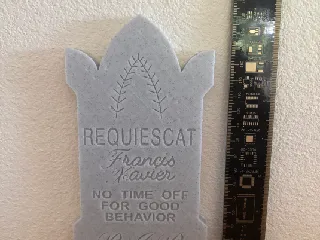 REQUIESCAT
Francis
Xavier
NO TIME OFF
FOR GOOD
BEHAVIOR